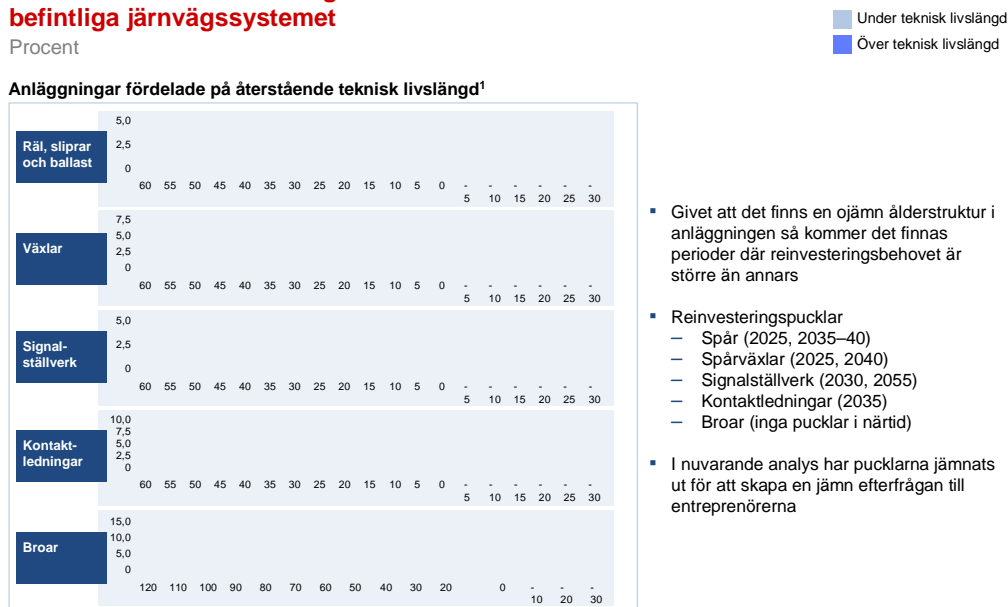 befintliga järnvägssystemet
Procent
Under teknisk livslängd
Över teknisk livslängd
Anläggningar fördelade på återstående teknisk livslängd1
Räl, sliprar
och ballast
5,0
2,5
0
60 55 50 45 40 35 30 25 20 15 10 5 0 - - - - - -
5 10 15 20 25 30
Växlar
7,5
5,0
2,5
0
60 55 50 45 40 35 30 25 20 15 10 5 0 - - - - - -
5 10 15 20 25 30
Signal-
ställverk
5,0
2,5
0
60 55 50 45 40 35 30 25 20 15 10 5 0 - - - - - -
5 10 15 20 25 30
Kontakt-
ledningar
10,0
7,5
5,0
2,5
0
60 55 50 45 40 35 30 25 20 15 10 5 0 - - - - - -
5 10 15 20 25 30
Broar
15,0
10,0
5,0
0
120 110 100 90 80 70 60 50 40 30 20 0 - - -
10 20 30
▪ Givet att det finns en ojämn ålderstruktur i
anläggningen så kommer det finnas
perioder där reinvesteringsbehovet är
större än annars
▪ Reinvesteringspucklar
– Spår (2025, 2035–40)
– Spårväxlar (2025, 2040)
– Signalställverk (2030, 2055)
– Kontaktledningar (2035)
– Broar (inga pucklar i närtid)
▪ I nuvarande analys har pucklarna jämnats
ut för att skapa en jämn efterfrågan till
entreprenörerna